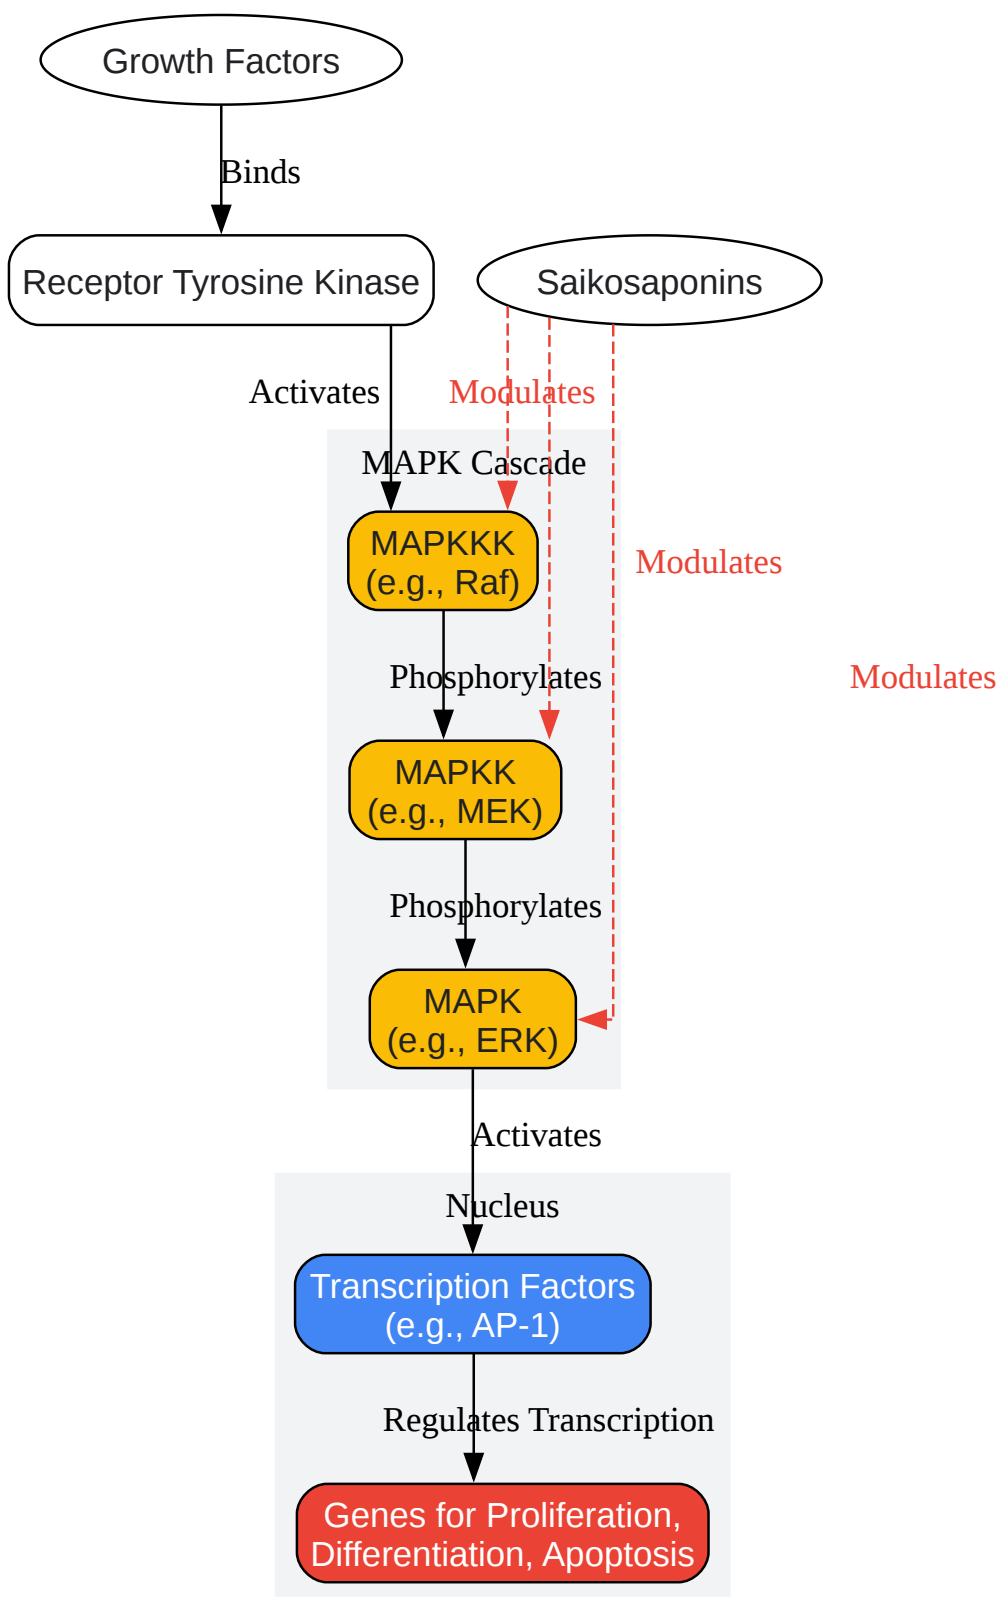 Growth Factors
Binds
Receptor Tyrosine Kinase
Saikosaponins
Activates
Modulates
MAPK Cascade
MAPKKK
(e.g., Raf)
Modulates
Phosphorylates
Modulates
MAPKK
(e.g., MEK)
Phosphorylates
MAPK
(e.g., ERK)
Activates
Nucleus
Transcription Factors
(e.g., AP-1)
Regulates Transcription
Genes for Proliferation,
Differentiation, Apoptosis